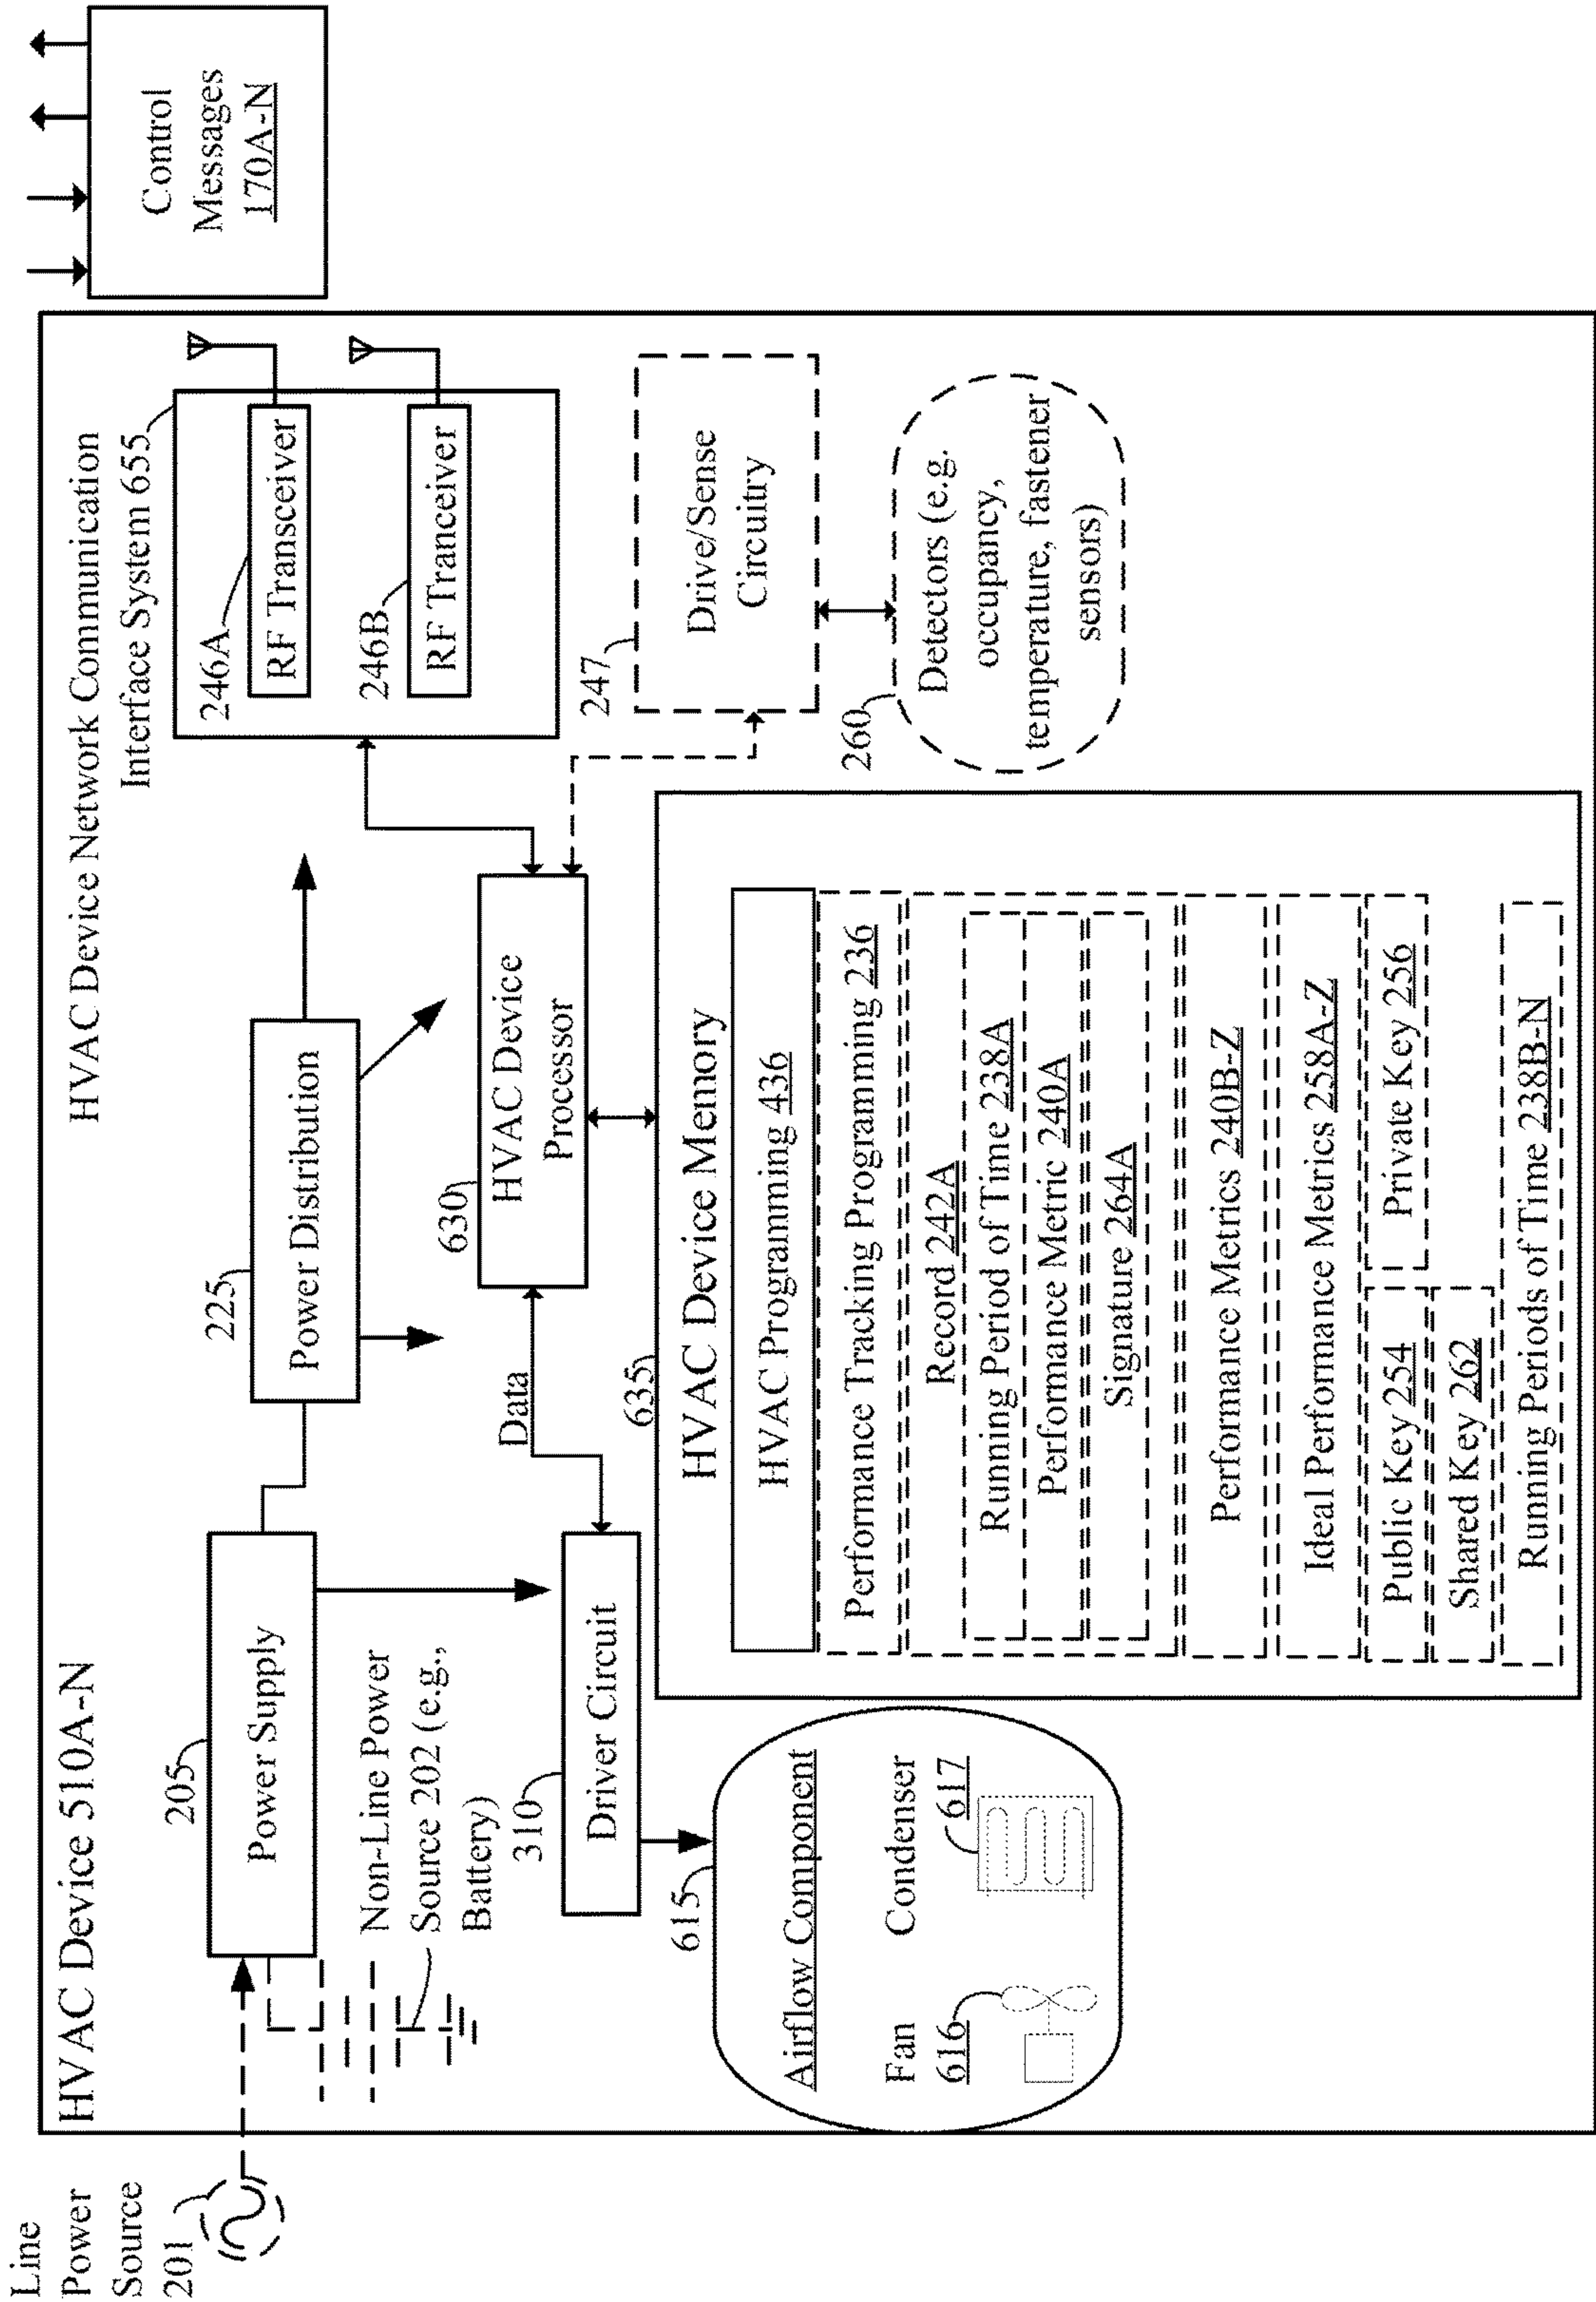 Line
Power
Source
201
HVAC Device 510A-N
205
Power Supply
Non-Line Power
Source 202 (e.g.,
Battery)
225
Power Distribution
HVAC Device Network Communication
Interface System 655
246A
RF Transceiver
246B
RF Tranceiver
Control
Messages
170A-N
310
Driver Circuit
Data
630
HVAC Device
Processor
247
Drive/Sense
Circuitry
260
Detectors (e.g.
occupancy,
temperature, fastener
sensors)
615
Airflow Component
Fan
616
Condenser
617
635
HVAC Device Memory
HVAC Programming 436
Performance Tracking Programming 236
Record 242A
Running Period of Time 238A
Performance Metric 240A
Signature 264A
Performance Metrics 240B-Z
Ideal Performance Metrics 258A-Z
Public Key 254
Private Key 256
Shared Key 262
Running Periods of Time 238B-N